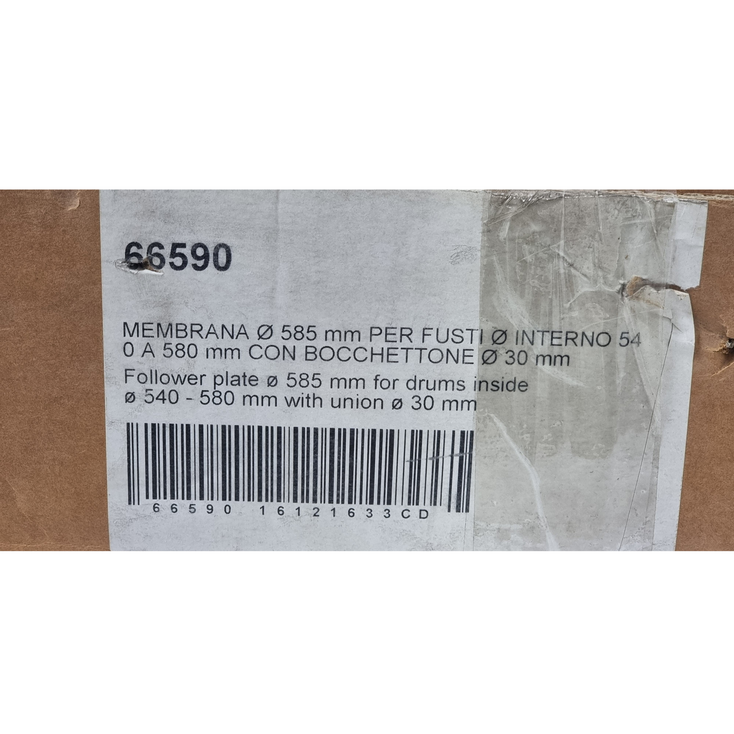 66590
MEMBRANA Ø 585 mm PER FUSTI Ø INTERNO 54
0 A 580 mm CON BOCCHETTONE Ø 30 mm
Follower plate ø 585 mm for drums inside
ø 540 - 580 mm with union ø 30 mm
66590 16121633CD